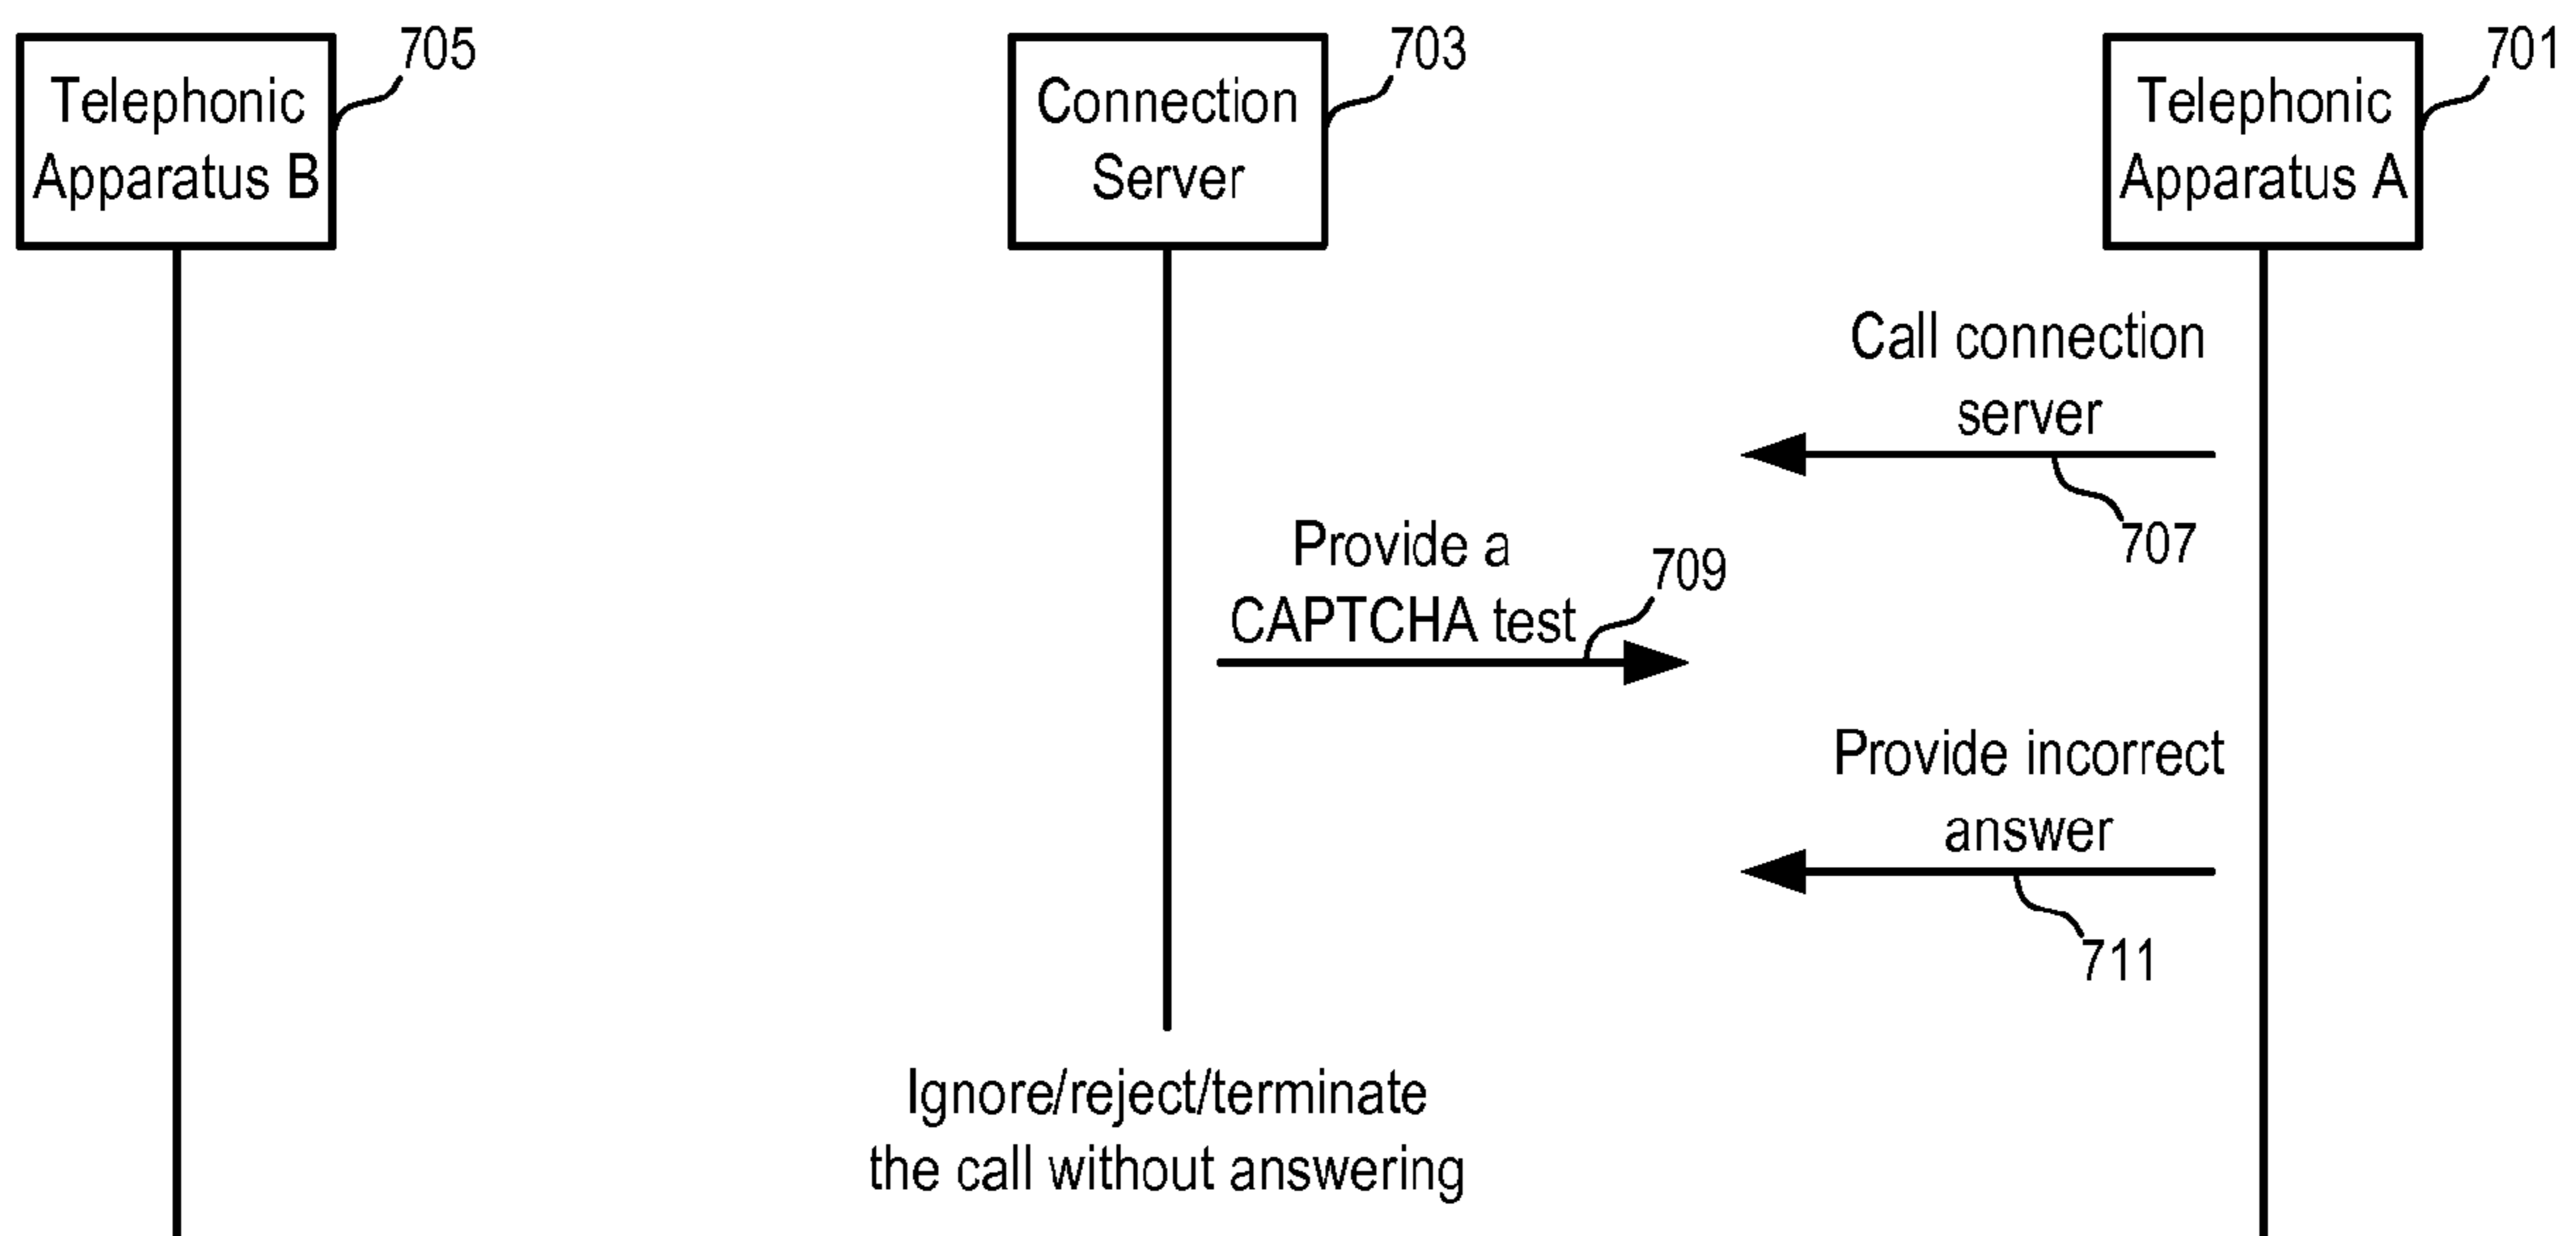 705
Telephonic
Apparatus B
703
Connection
Server
701
Telephonic
Apparatus A
Call connection
server
707
Provide a
CAPTCHA test
709
Provide incorrect
answer
711
Ignore/reject/terminate
the call without answering